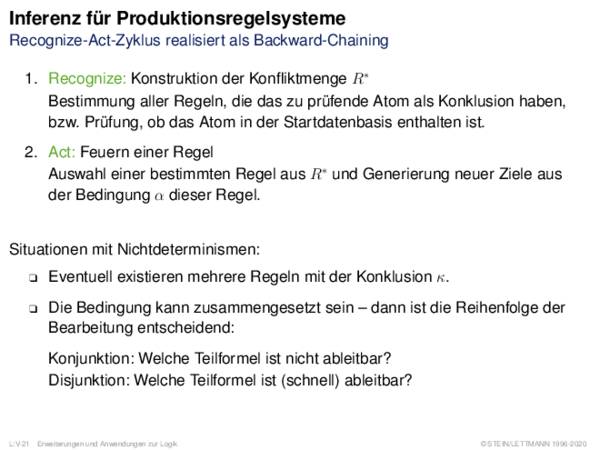 Inferenz für Produktionsregelsysteme
Recognize-Act-Zyklus realisiert als Backward-Chaining
1. Recognize: Konstruktion der Konfliktmenge R*
Bestimmung aller Regeln, die das zu prüfende Atom als Konklusion haben,
bzw. Prüfung, ob das Atom in der Startdatenbasis enthalten ist.
2. Act: Feuern einer Regel
Auswahl einer bestimmten Regel aus R* und Generierung neuer Ziele aus
der Bedingung α dieser Regel.
Situationen mit Nichtdeterminismen:
❑ Eventuell existieren mehrere Regeln mit der Konklusion κ.
❑ Die Bedingung kann zusammengesetzt sein – dann ist die Reihenfolge der
Bearbeitung entscheidend:
Konjunktion: Welche Teilformel ist nicht ableitbar?
Disjunktion: Welche Teilformel ist (schnell) ableitbar?
L:V-21 Erweiterungen und Anwendungen zur Logik ©STEIN/LETTMANN 1996-2020